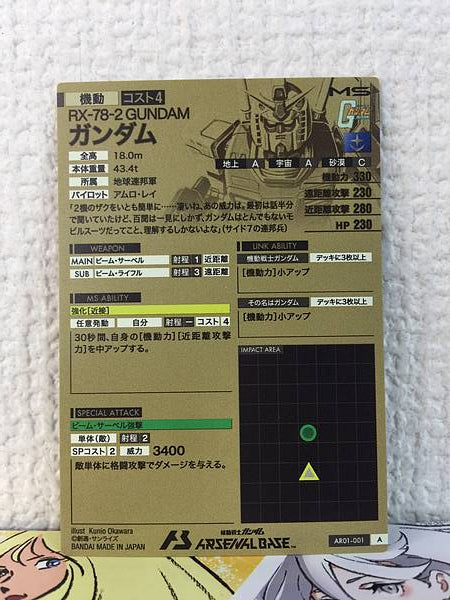 機動 コスト4
MS
RX-78-2 GUNDAM
ガンダム
全高 18.0m
本体重量 43.4t
所属 地球連邦軍
パイロット アムロ・レイ
地上 A 宇宙 A 砂漠 C
機動力 330
遠距離攻撃 230
近距離攻撃 280
HP 230
「2機のザクをいとも簡単に……凄いね、あの威力は。最初は話半分
で聞いていたけど、百聞は一見にしかず、ガンダムはとんでもないモ
ビルスーツだってこと、理解するしかないよな」(サイド7の連邦兵)
WEAPON
MAIN ビーム・サーベル 射程 1 近距離
SUB ビーム・ライフル 射程 3 遠距離
LINK ABILITY
機動戦士ガンダム デッキに3枚以上
[機動力]小アップ
その名はガンダム デッキに3枚以上
[機動力]小アップ
MS ABILITY
強化[近接]
任意発動 自分 射程 ー コスト 4
30秒間、自身の[機動力][近距離攻撃
力]を中アップする。
IMPACT AREA
SPECIAL ATTACK
ビーム・サーベル強撃
単体(敵) 射程 2
SPコスト 2 威力 3400
敵単体に格闘攻撃でダメージを与える。
illust Kunio Okawara
©創通・サンライズ
BANDAI MADE IN JAPAN
機動戦士ガンダム
ARSENAL BASE
AR01-001 A